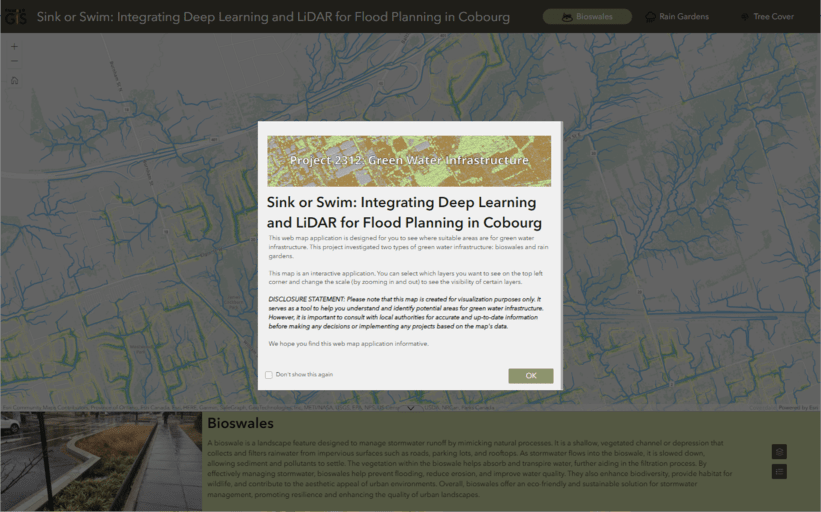 GIS
Sink or Swim: Integrating Deep Learning and LiDAR for Flood Planning in Cobourg
Bioswales
Rain Gardens
Tree Cover
Project 2312: Green Water Infrastructure
Sink or Swim: Integrating Deep Learning
and LiDAR for Flood Planning in Cobourg
This web map application is designed for you to see where suitable areas are for green water
infrastructure. This project investigated two types of green water infrastructure: bioswales and rain
gardens.
This map is an interactive application. You can select which layers you want to see on the top left
corner and change the scale (by zooming in and out) to see the visibility of certain layers.
DISCLOSURE STATEMENT: Please note that this map is created for visualization purposes only. It
serves as a tool to help you understand and identify potential areas for green water infrastructure.
However, it is important to consult with local authorities for accurate and up-to-date information
before making any decisions or implementing any projects based on the map's data.
We hope you find this web map application informative.
Don't show this again
OK
Powered by Esri
Bioswales
A bioswale is a landscape feature designed to manage stormwater runoff by mimicking natural processes. It is a shallow, vegetated channel or depression that
collects and filters rainwater from impervious surfaces such as roads, parking lots, and rooftops. As stormwater flows into the bioswale, it is slowed down,
allowing sediment and pollutants to settle. The vegetation within the bioswale helps absorb and transpire water, further aiding in the filtration process. By
effectively managing stormwater, bioswales help prevent flooding, reduce erosion, and improve water quality. They also enhance biodiversity, provide habitat for
wildlife, and contribute to the aesthetic appeal of urban environments. Overall, bioswales offer an eco-friendly and sustainable solution for stormwater
management, promoting resilience and enhancing the quality of urban landscapes.